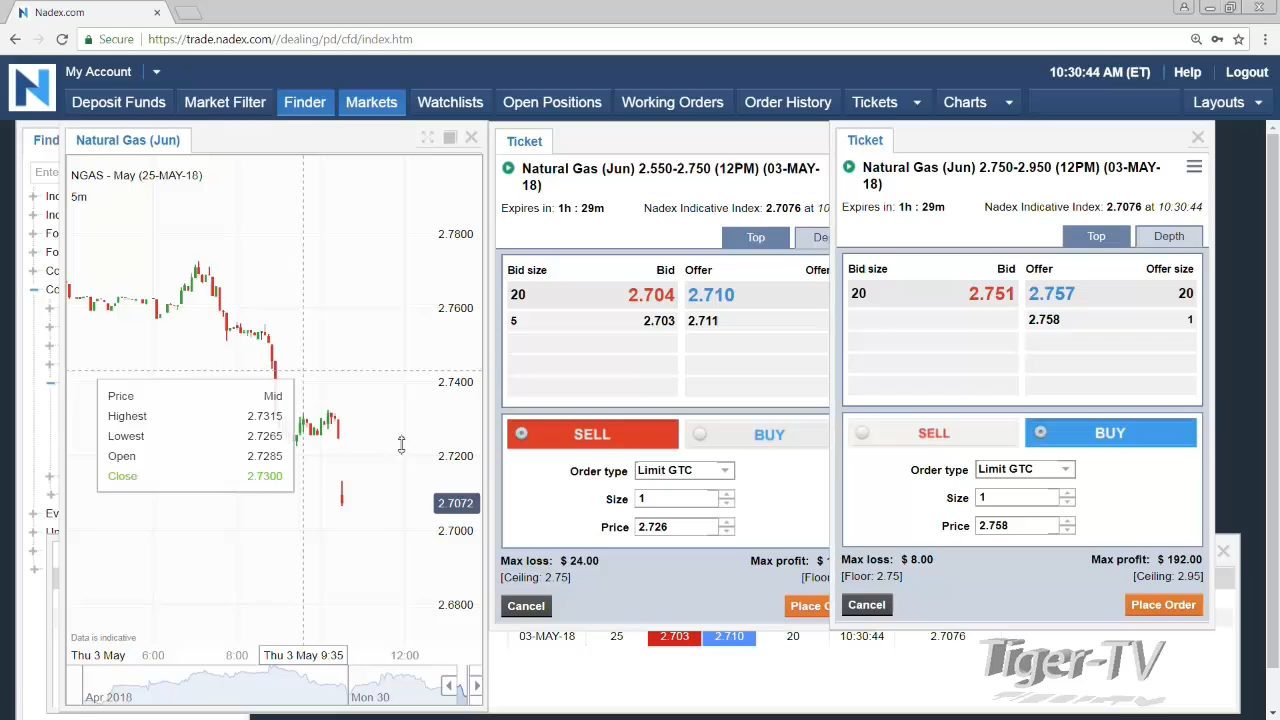 Nadex.com
Secure https://trade.nadex.com//dealing/pd/cfd/index.htm
My Account
10:30:44 AM (ET) Help Logout
Deposit Funds Market Filter Finder Markets Watchlists Open Positions Working Orders Order History Tickets Charts Layouts
Find
Enter
Natural Gas (Jun)
NGAS - May (25-MAY-18)
5m
2.7800
2.7600
2.7400
2.7200
2.7072
2.7000
2.6800
Price Mid
Highest 2.7315
Lowest 2.7265
Open 2.7285
Close 2.7300
Data is indicative
Thu 3 May 6:00 8:00 Thu 3 May 9:35 12:00
Apr 2018 Mon 30
Ticket
Natural Gas (Jun) 2.550-2.750 (12PM) (03-MAY-
18)
Expires in: 1h : 29m Nadex Indicative Index: 2.7076 at 10
Top De
Bid size Bid Offer Offer
20 2.704 2.710
5 2.703 2.711
SELL BUY
Order type Limit GTC
Size 1
Price 2.726
Max loss: $ 24.00 Max profit: $ 1
[Ceiling: 2.75] [Floor
Cancel Place O
Ticket
Natural Gas (Jun) 2.750-2.950 (12PM) (03-MAY-
18)
Expires in: 1h : 29m Nadex Indicative Index: 2.7076 at 10:30:44
Top Depth
Bid size Bid Offer Offer size
20 2.751 2.757 20
2.758 1
SELL BUY
Order type Limit GTC
Size 1
Price 2.758
Max loss: $ 8.00 Max profit: $ 192.00
[Floor: 2.75] [Ceiling: 2.95]
Cancel Place Order
03-MAY-18 25 2.703 2.710 20 10:30:44 2.7076
Tiger-TV